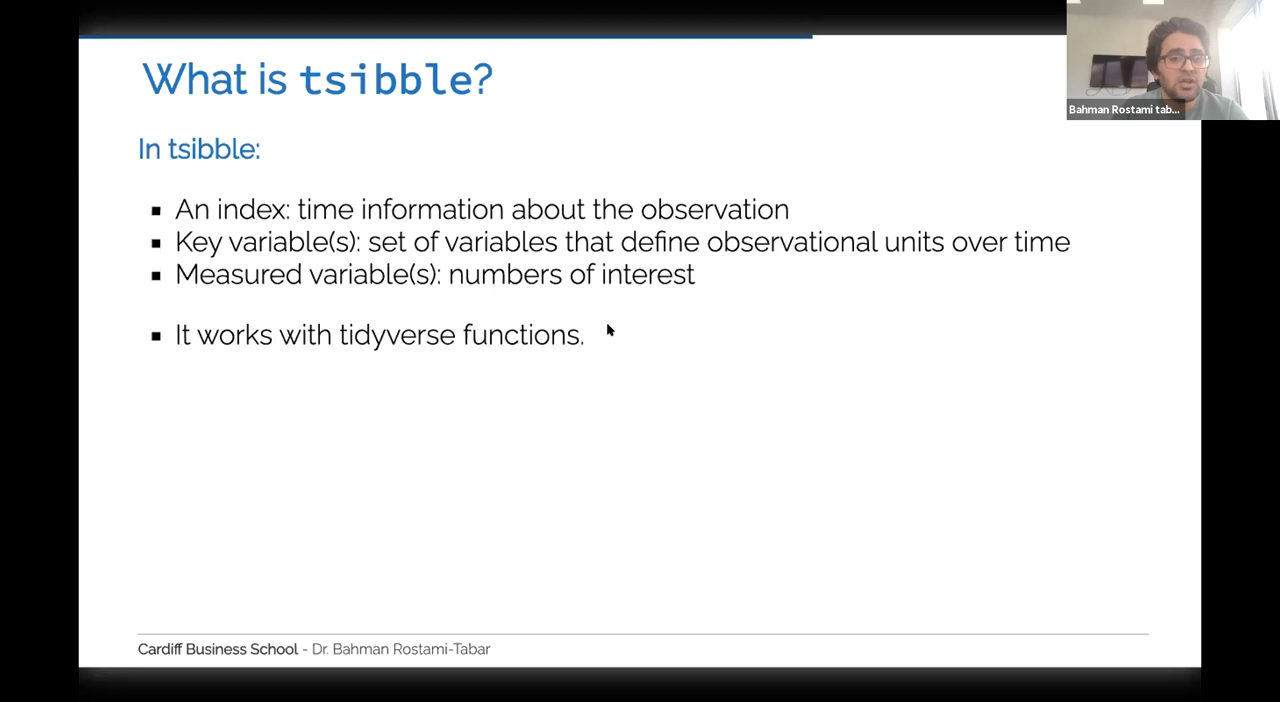 What is tsibble?
Bahman Rostami tab...
In tsibble:
▪ An index: time information about the observation
▪ Key variable(s): set of variables that define observational units over time
▪ Measured variable(s): numbers of interest
▪ It works with tidyverse functions.
Cardiff Business School - Dr. Bahman Rostami-Tabar